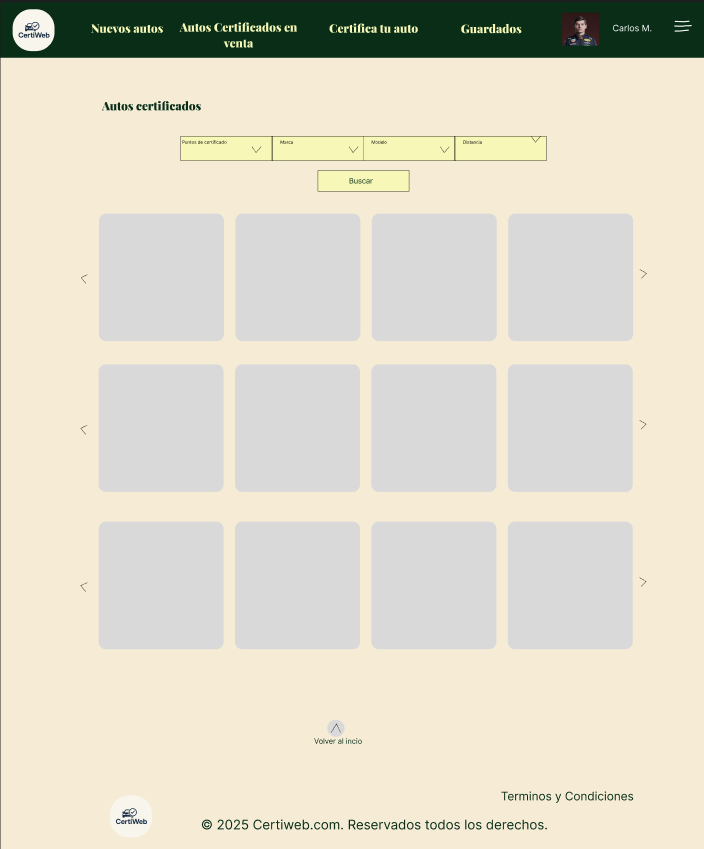 CertiWeb
Nuevos autos
Autos Certificados en
venta
Certifica tu auto
Guardados
Carlos M.
Autos certificados
Puntos de certificado
Marca
Modelo
Distancia
Buscar
Volver al incio
Terminos y Condiciones
CertiWeb
© 2025 Certiweb.com. Reservados todos los derechos.